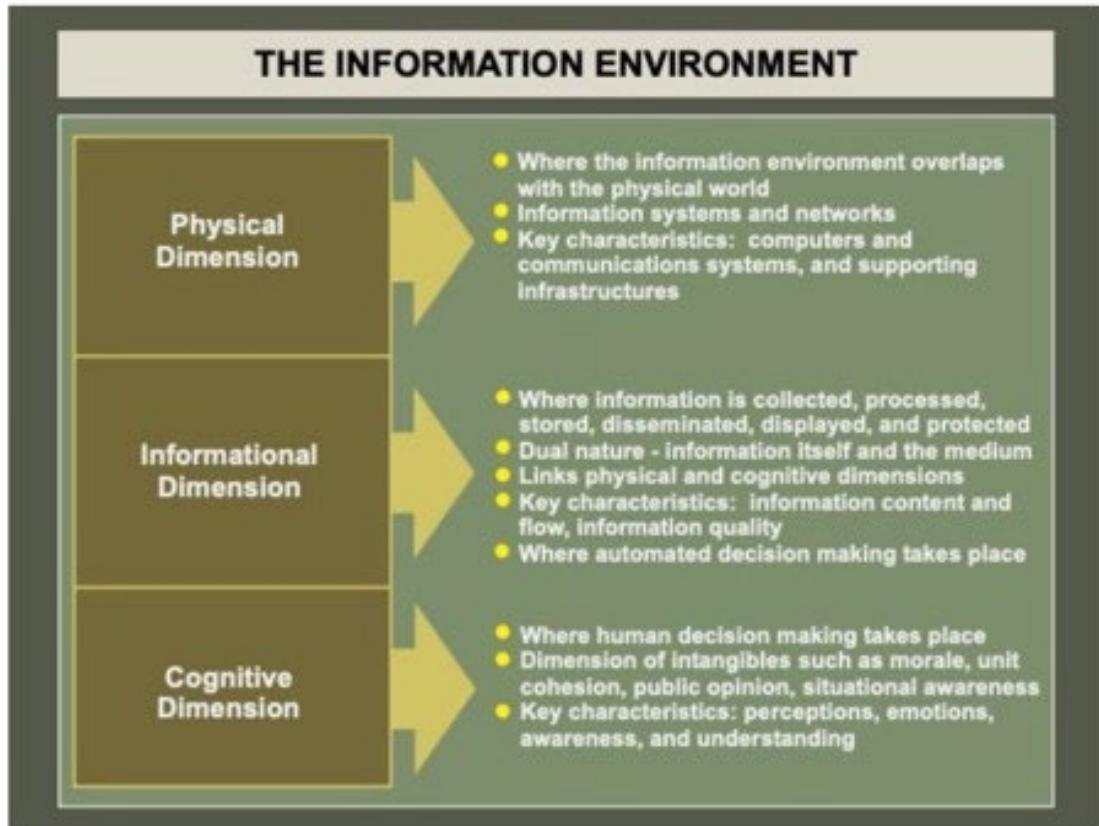 THE INFORMATION ENVIRONMENT
Physical
Dimension
Where the information environment overlaps
with the physical world
Information systems and networks
Key characteristics: computers and
communications systems, and supporting
infrastructures
Informational
Dimension
Where information is collected, processed,
stored, disseminated, displayed, and protected
Dual nature - information itself and the medium
Links physical and cognitive dimensions
Key characteristics: information content and
flow, information quality
Where automated decision making takes place
Cognitive
Dimension
Where human decision making takes place
Dimension of intangibles such as morale, unit
cohesion, public opinion, situational awareness
Key characteristics: perceptions, emotions,
awareness, and understanding